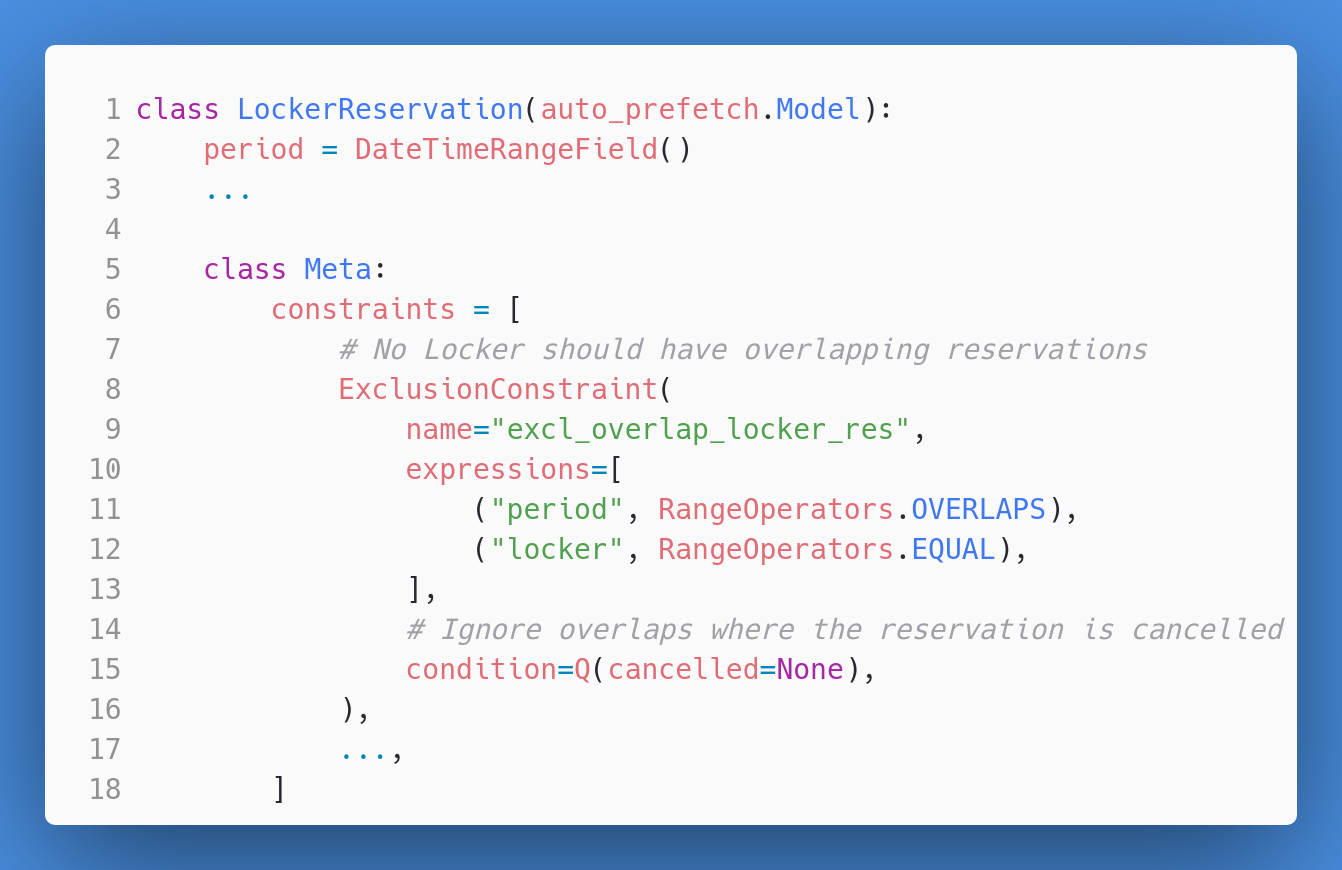 1 class LockerReservation(auto_prefetch.Model):
2     period = DateTimeRangeField()
3     ...
4
5     class Meta:
6         constraints = [
7             # No Locker should have overlapping reservations
8             ExclusionConstraint(
9                 name="excl_overlap_locker_res",
10                 expressions=[
11                     ("period", RangeOperators.OVERLAPS),
12                     ("locker", RangeOperators.EQUAL),
13                 ],
14                 # Ignore overlaps where the reservation is cancelled
15                 condition=Q(cancelled=None),
16             ),
17             ...,
18         ]